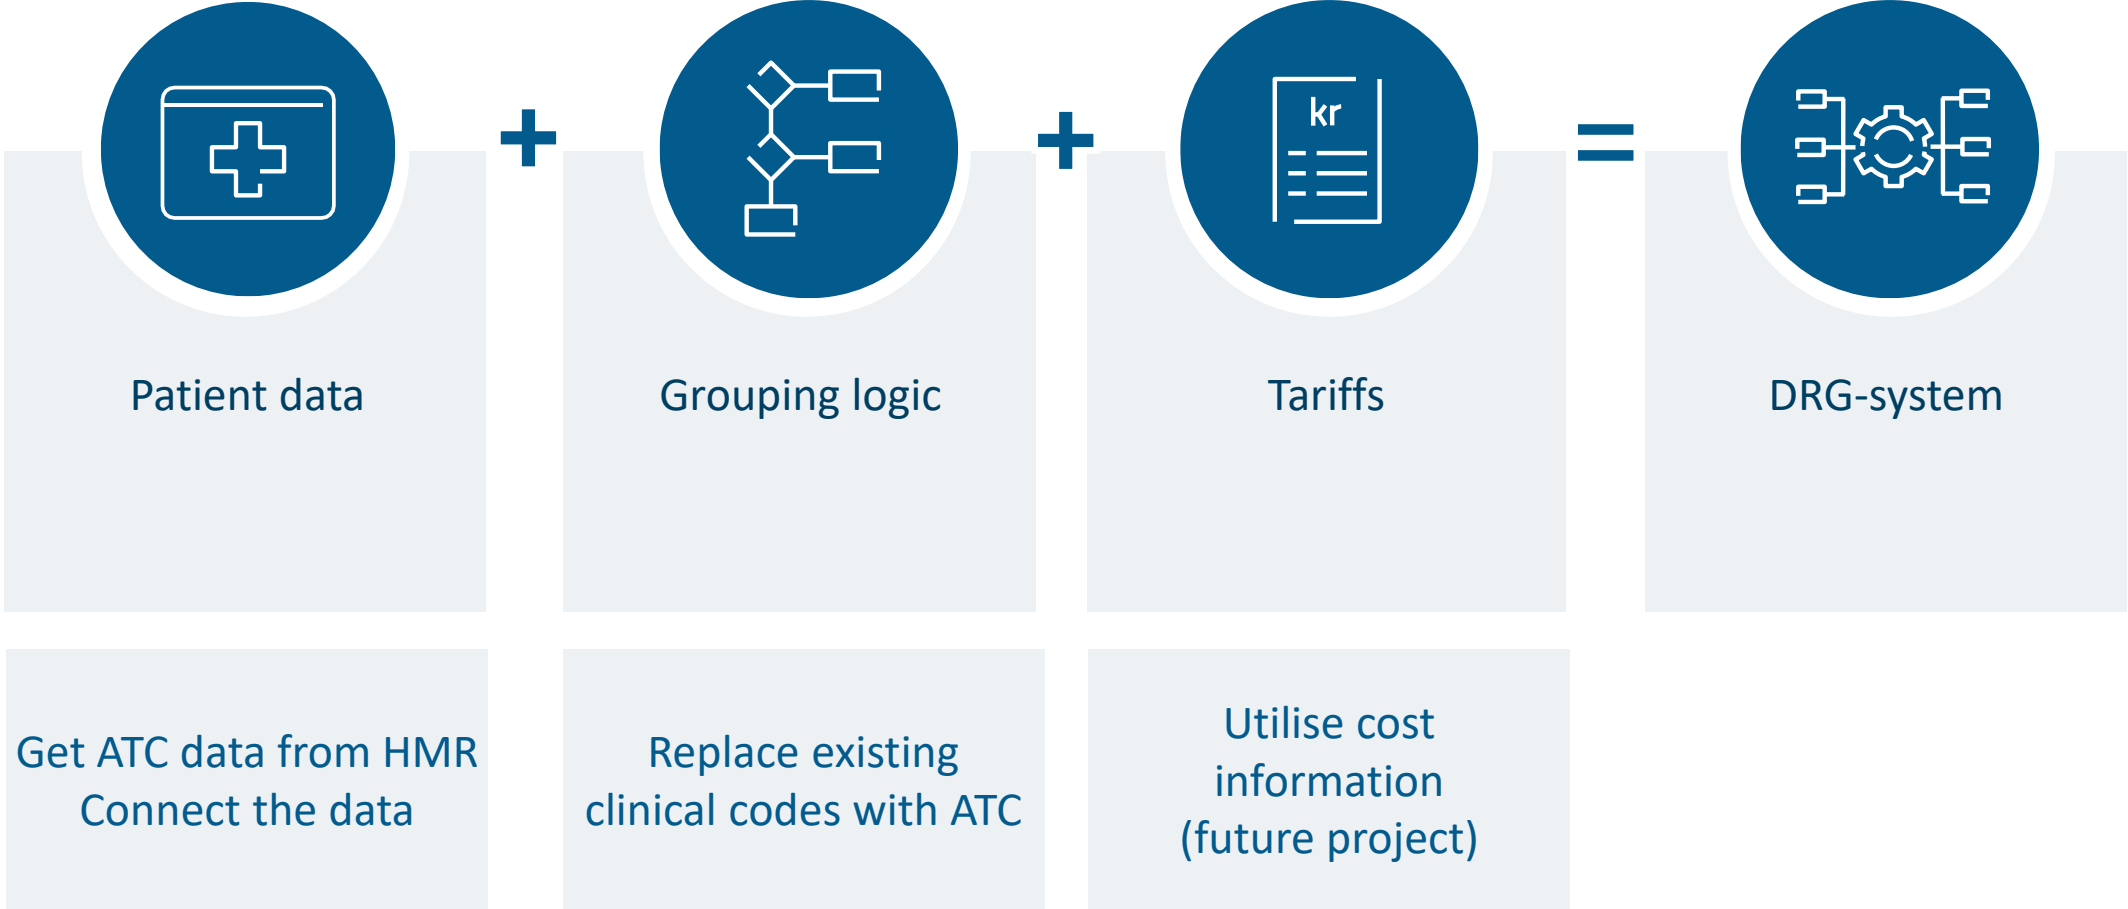 +
+
kr
=
Patient data
Grouping logic
Tariffs
DRG-system
Get ATC data from HMR
Connect the data
Replace existing
clinical codes with ATC
Utilise cost
information
(future project)